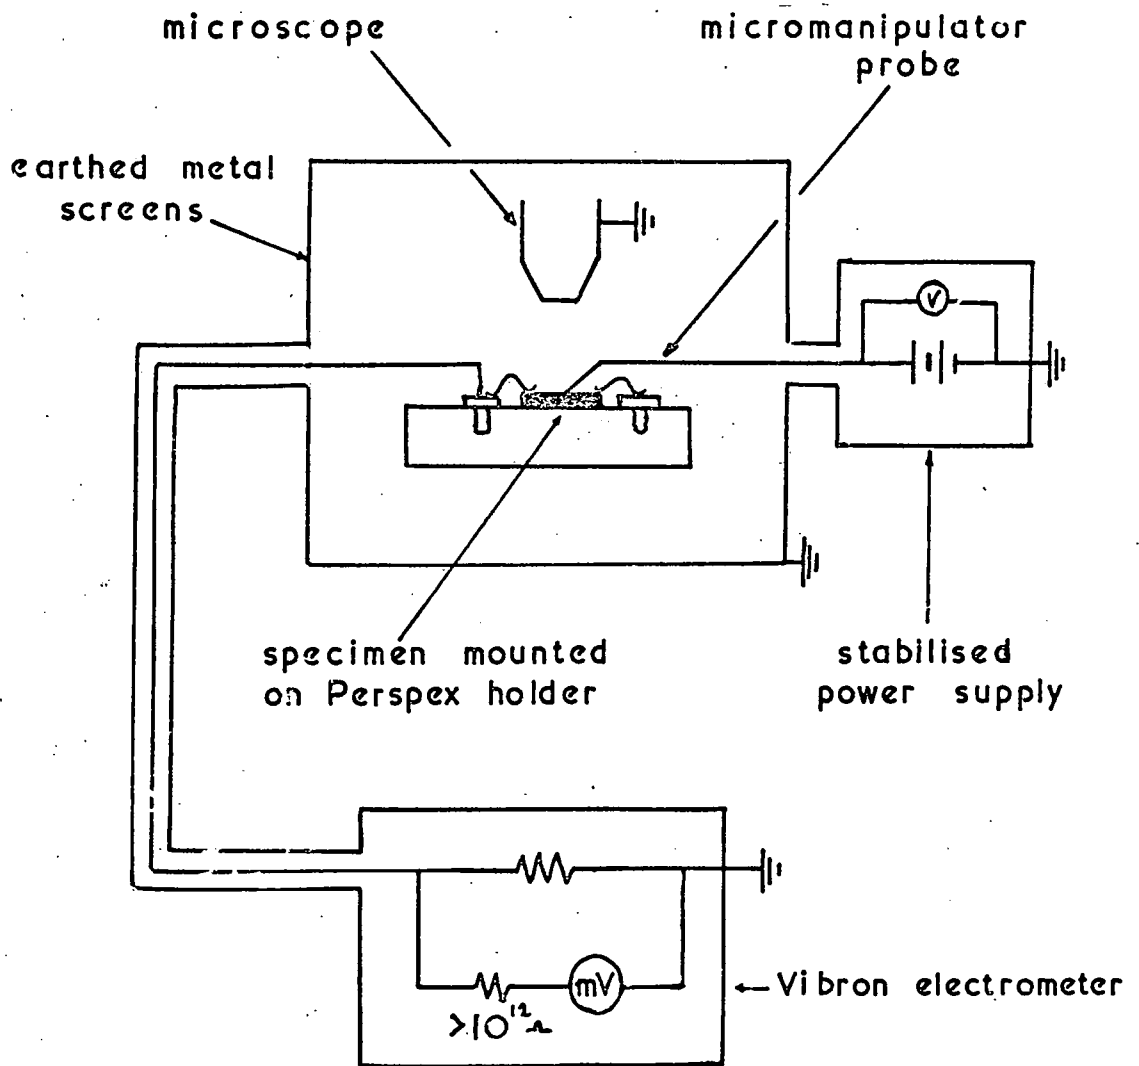 microscope
micromanipulator
probe
earthed metal
screens
V
specimen mounted
on Perspex holder
stabilised
power supply
mV
>10¹²Ω
Vibron electrometer